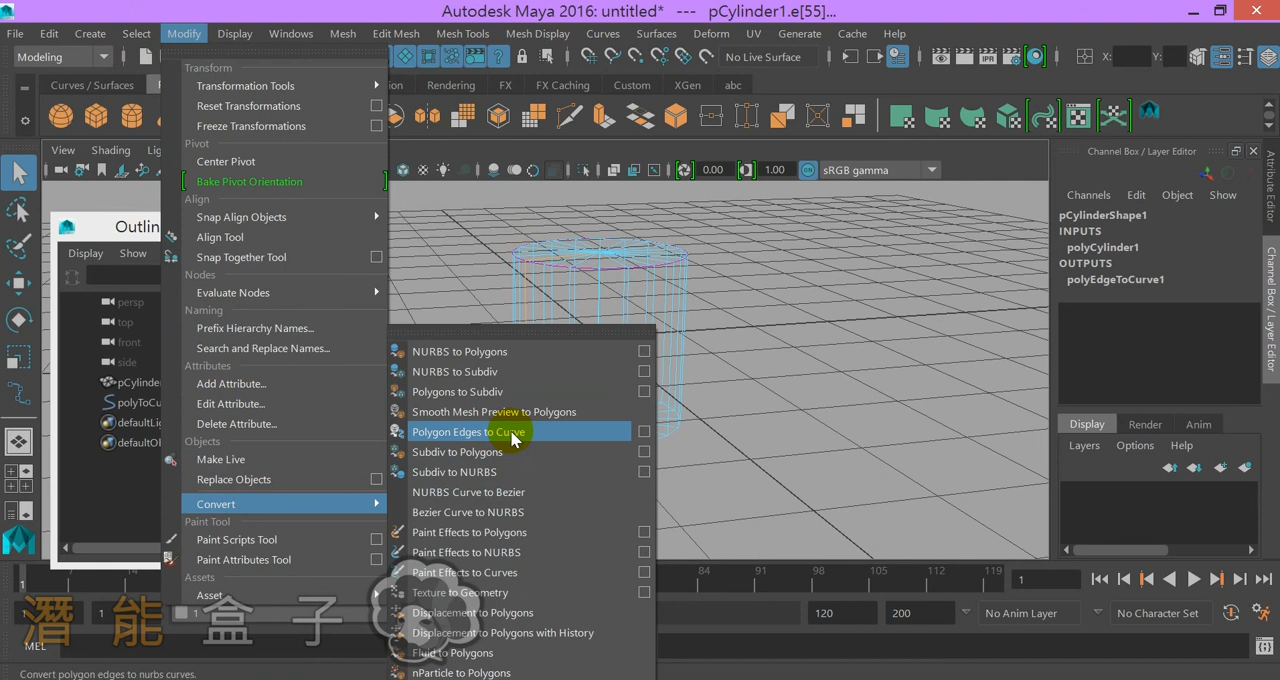 Autodesk Maya 2016: untitled*   ---   pCylinder1.e[55]...
File Edit Create Select Modify Display Windows Mesh Edit Mesh Mesh Tools Mesh Display Curves Surfaces Deform UV Generate Cache Help
Modeling No Live Surface X: Y:
Curves / Surfaces Rendering FX FX Caching Custom XGen abc
View Shading 0.00 1.00 sRGB gamma
Outlin
Display Show
persp
top
front
side
pCylinde
polyToCu
defaultLi
defaultO
Transform
Transformation Tools
Reset Transformations
Freeze Transformations
Pivot
Center Pivot
Bake Pivot Orientation
Align
Snap Align Objects
Align Tool
Snap Together Tool
Nodes
Evaluate Nodes
Naming
Prefix Hierarchy Names...
Search and Replace Names...
Attributes
Add Attribute...
Edit Attribute...
Delete Attribute...
Objects
Make Live
Replace Objects
Convert
Paint Tool
Paint Scripts Tool
Paint Attributes Tool
Assets
Asset
NURBS to Polygons
NURBS to Subdiv
Polygons to Subdiv
Smooth Mesh Preview to Polygons
Polygon Edges to Curve
Subdiv to Polygons
Subdiv to NURBS
NURBS Curve to Bezier
Bezier Curve to NURBS
Paint Effects to Polygons
Paint Effects to NURBS
Paint Effects to Curves
Texture to Geometry
Displacement to Polygons
Displacement to Polygons with History
Fluid to Polygons
nParticle to Polygons
Channel Box / Layer Editor
Channels Edit Object Show
pCylinderShape1
INPUTS
polyCylinder1
OUTPUTS
polyEdgeToCurve1
Display Render Anim
Layers Options Help
Attribute Editor
Channel Box / Layer Editor
1 84 91 98 105 112 119 1
1 1 1 120 200 No Anim Layer No Character Set
潛能盒子
MEL
Convert polygon edges to nurbs curves.